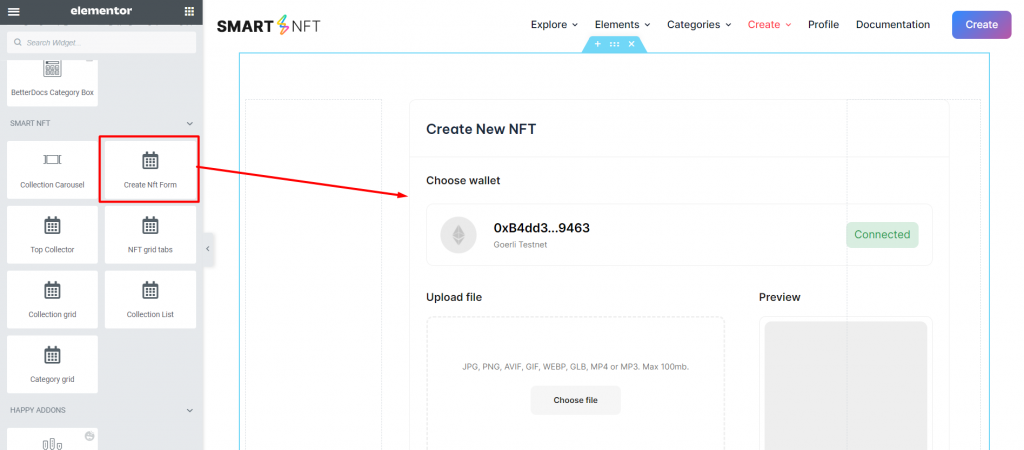 elementor
Search Widget...
BetterDocs Category Box
SMART NFT
Collection Carousel
Create Nft Form
Top Collector
NFT grid tabs
Collection grid
Collection List
Category grid
HAPPY ADDONS
SMART NFT
Explore
Elements
Categories
Create
Profile
Documentation
Create
Create New NFT
Choose wallet
0xB4dd3...9463
Goerli Testnet
Connected
Upload file
Preview
JPG, PNG, AVIF, GIF, WEBP, GLB, MP4 or MP3. Max 100mb.
Choose file